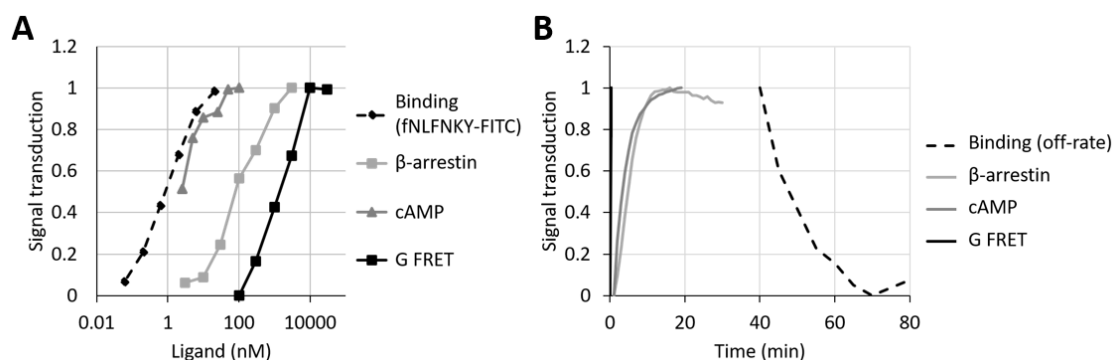 A
1.2
1
0.8
0.6
0.4
0.2
0
Signal transduction
0.01 1 100 10000
Ligand (nM)
Binding
(fNLFNKY-FITC)
β-arrestin
cAMP
G FRET
B
1.2
1
0.8
0.6
0.4
0.2
0
Signal transduction
0 20 40 60 80
Time (min)
Binding (off-rate)
β-arrestin
cAMP
G FRET